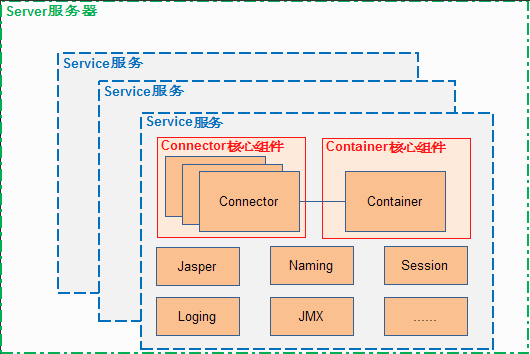 Server服务器
Service服务
Service服务
Service服务
Connector核心组件
Container核心组件
Connector
Container
Jasper
Naming
Session
Loging
JMX
......